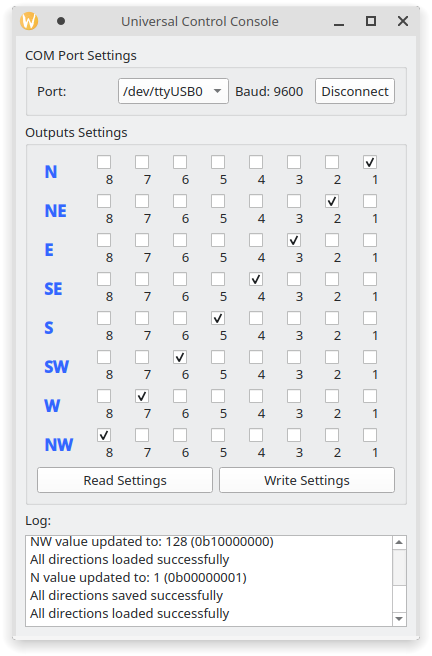 Universal Control Console
COM Port Settings
Port: /dev/ttyUSB0 Baud: 9600 Disconnect
Outputs Settings
N
8 7 6 5 4 3 2 1
NE
8 7 6 5 4 3 2 1
E
8 7 6 5 4 3 2 1
SE
8 7 6 5 4 3 2 1
S
8 7 6 5 4 3 2 1
SW
8 7 6 5 4 3 2 1
W
8 7 6 5 4 3 2 1
NW
8 7 6 5 4 3 2 1
Read Settings Write Settings
Log:
NW value updated to: 128 (0b10000000)
All directions loaded successfully
N value updated to: 1 (0b00000001)
All directions saved successfully
All directions loaded successfully